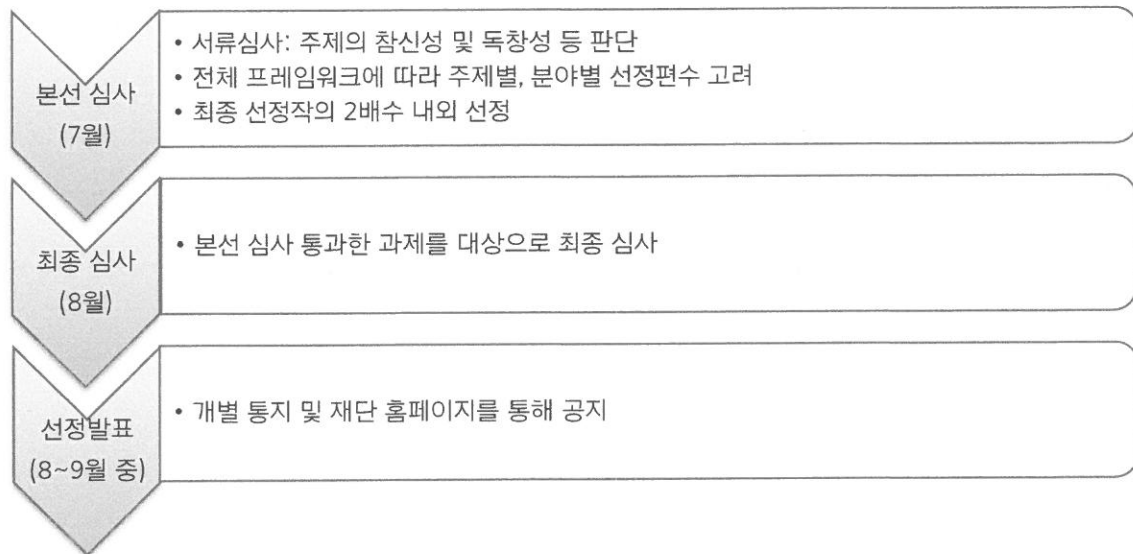 본선 심사
(7월)
• 서류심사: 주제의 참신성 및 독창성 등 판단
• 전체 프레임워크에 따라 주제별, 분야별 선정편수 고려
• 최종 선정작의 2배수 내외 선정
최종 심사
(8월)
• 본선 심사 통과한 과제를 대상으로 최종 심사
선정발표
(8~9월 중)
• 개별 통지 및 재단 홈페이지를 통해 공지